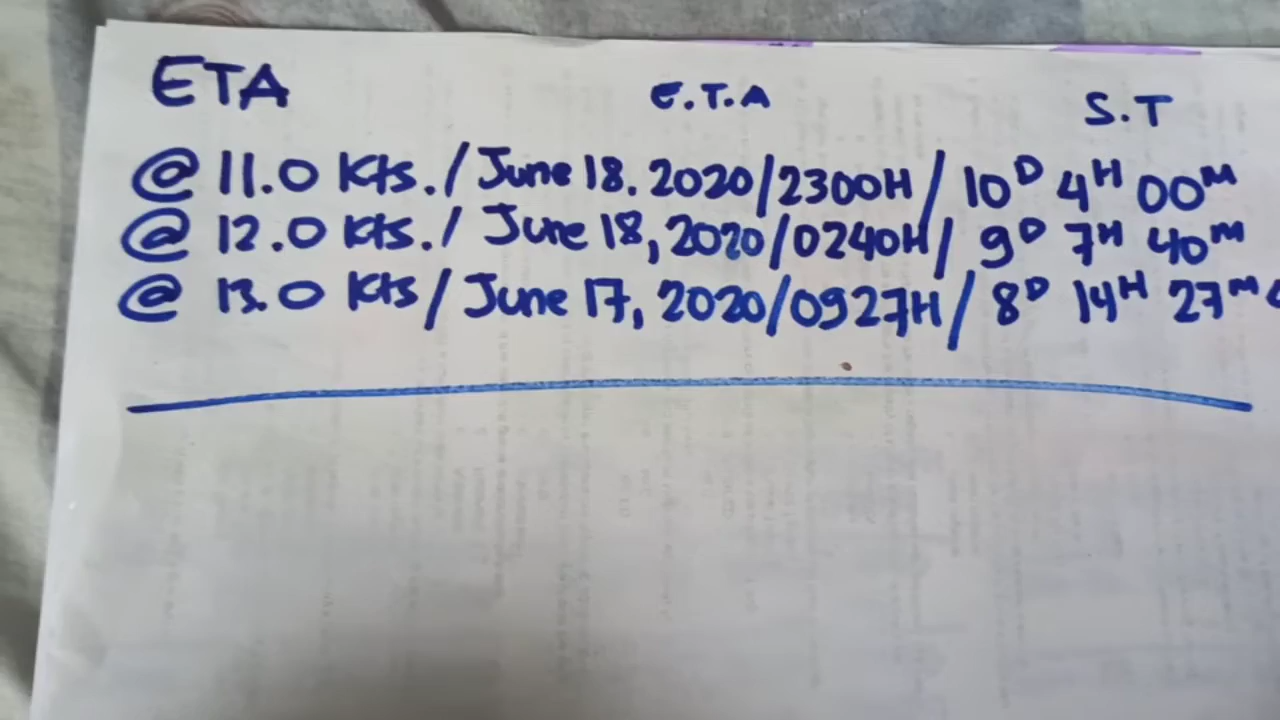 ETA E.T.A S.T
@ 11.0 Kts. / June 18. 2020 / 2300H / 10D 4H 00M
@ 12.0 Kts. / June 18, 2020 / 0240H / 9D 7H 40M
@ 13.0 Kts / June 17, 2020 / 0927H / 8D 14H 27M